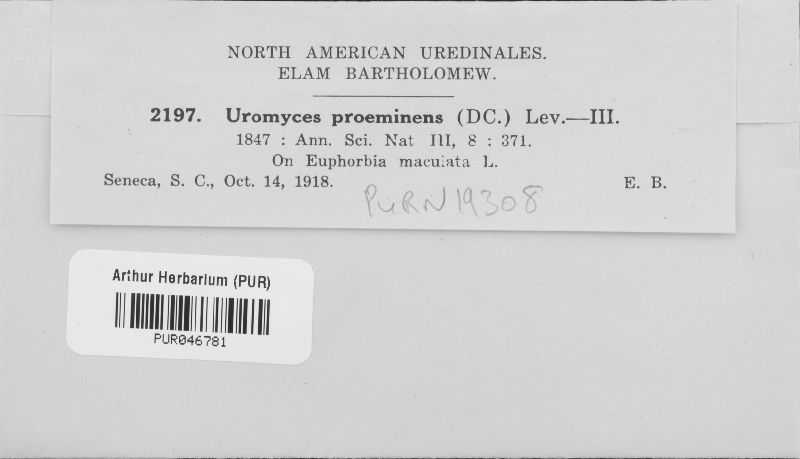 NORTH AMERICAN UREDINALES.
ELAM BARTHOLOMEW.
2197. Uromyces proeminens (DC.) Lev.—III.
1847 : Ann. Sci. Nat III, 8 : 371.
On Euphorbia maculata L.
Seneca, S. C., Oct. 14, 1918. E. B.
PURN19308
Arthur Herbarium (PUR)
PUR046781